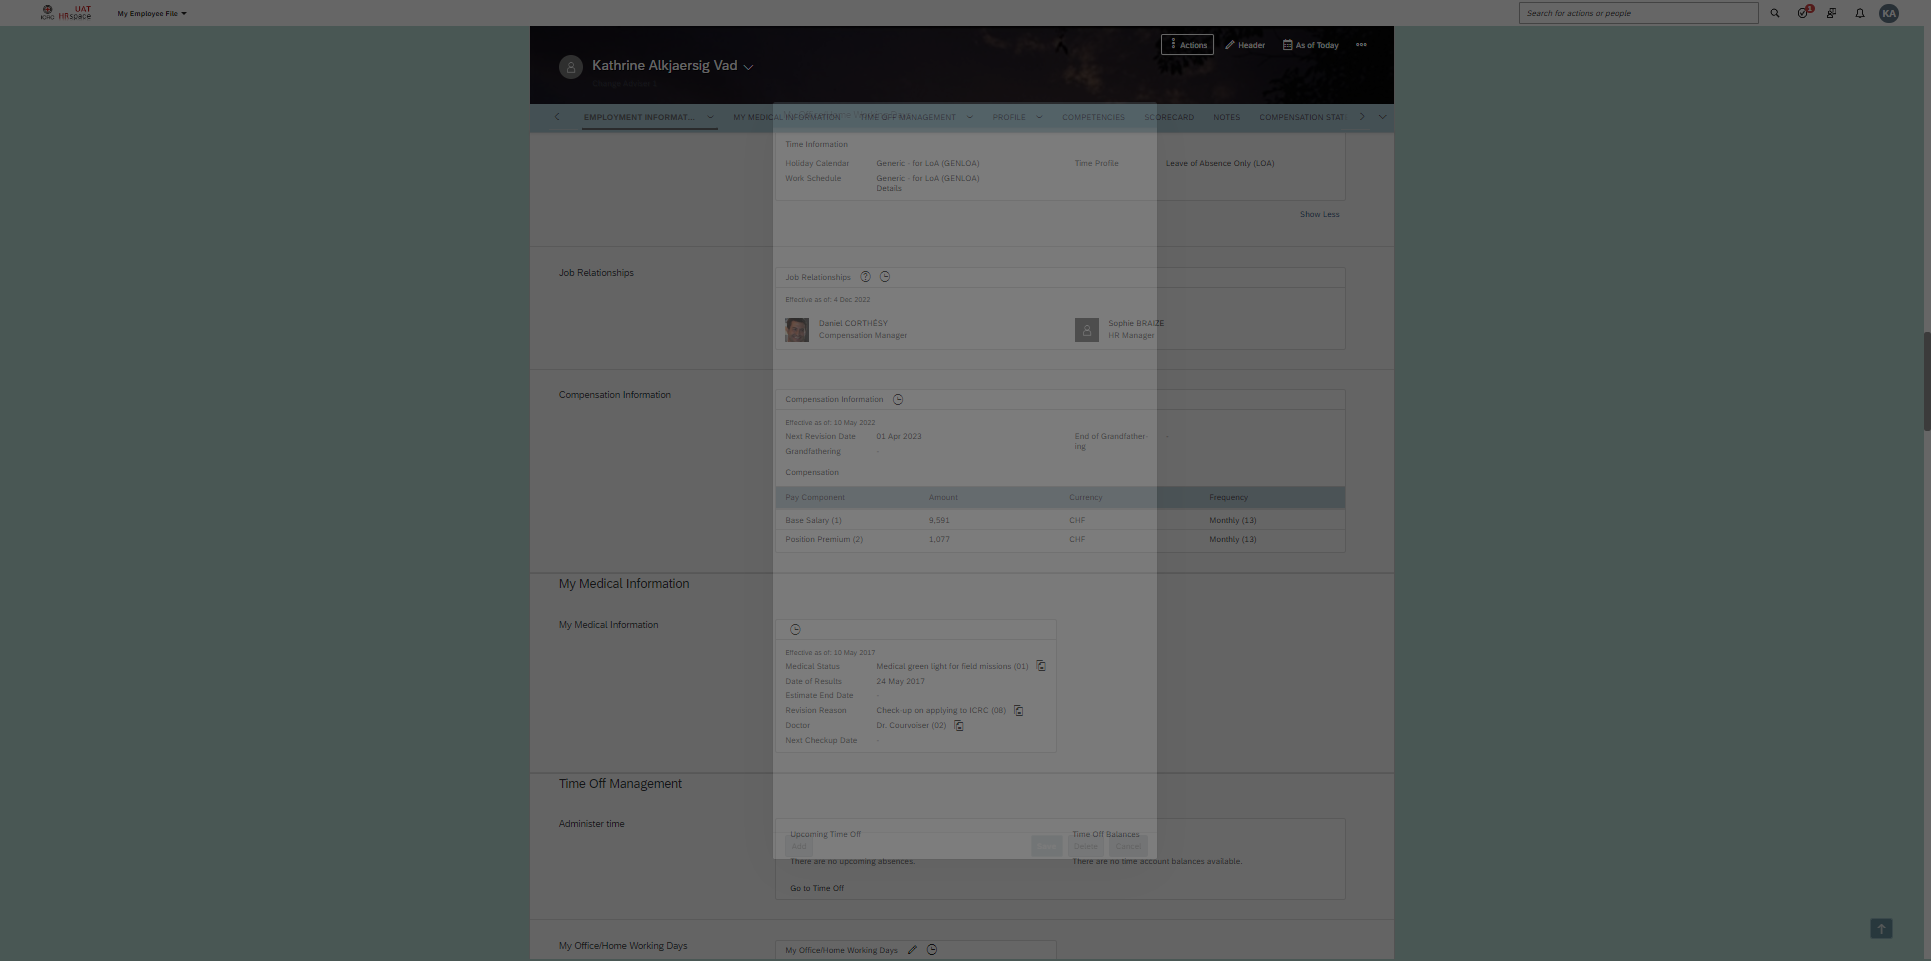 ICRC
UAT
HRspace
My Employee File
Search for actions or people
1
KA
Actions
Header
As of Today
Kathrine Alkjaersig Vad
EMPLOYMENT INFORMAT...
MY MEDICAL INFORMATION
TIME OFF MANAGEMENT
PROFILE
COMPETENCIES
SCORECARD
NOTES
COMPENSATION STAT
Time Information
Holiday Calendar
Generic - for LoA (GENLOA)
Time Profile
Leave of Absence Only (LOA)
Work Schedule
Generic - for LoA (GENLOA)
Details
Show Less
Job Relationships
Job Relationships
Effective as of: 4 Dec 2022
Daniel CORTHÉSY
Compensation Manager
Sophie BRAIZE
HR Manager
Compensation Information
Compensation Information
Effective as of: 10 May 2022
Next Revision Date
01 Apr 2023
End of Grandfather-
ing
-
Grandfathering
-
Compensation
Pay Component
Amount
Currency
Frequency
Base Salary (1)
9,591
CHF
Monthly (13)
Position Premium (2)
1,077
CHF
Monthly (13)
My Medical Information
My Medical Information
Effective as of: 10 May 2017
Medical Status
Medical green light for field missions (01)
Date of Results
24 May 2017
Estimate End Date
-
Revision Reason
Check-up on applying to ICRC (08)
Doctor
Dr. Courvoiser (02)
Next Checkup Date
-
Time Off Management
Administer time
Upcoming Time Off
Time Off Balances
Add
Delete
Cancel
There are no upcoming absences.
There are no time account balances available.
Go to Time Off
My Office/Home Working Days
My Office/Home Working Days